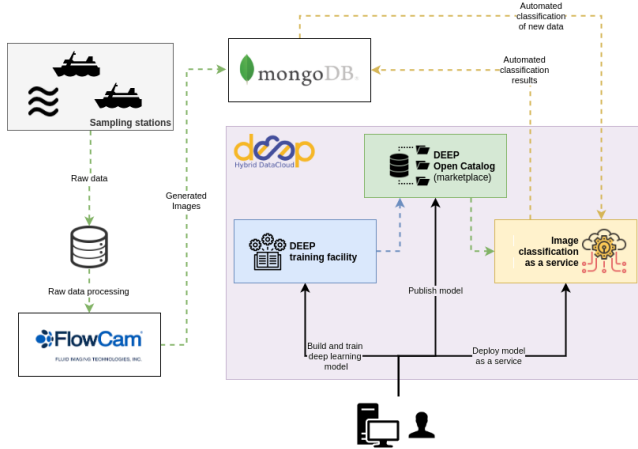 Automated
classification
of new data
mongoDB®
Automated
classification
results
Sampling stations
deep
Hybrid DataCloud
DEEP
Open Catalog
(marketplace)
Raw data
Generated
Images
DEEP
training facility
Image
classification
as a service
Raw data processing
Publish model
FlowCam®
FLUID IMAGING TECHNOLOGIES, INC.
Build and train
deep learning
model
Deploy model
as a service